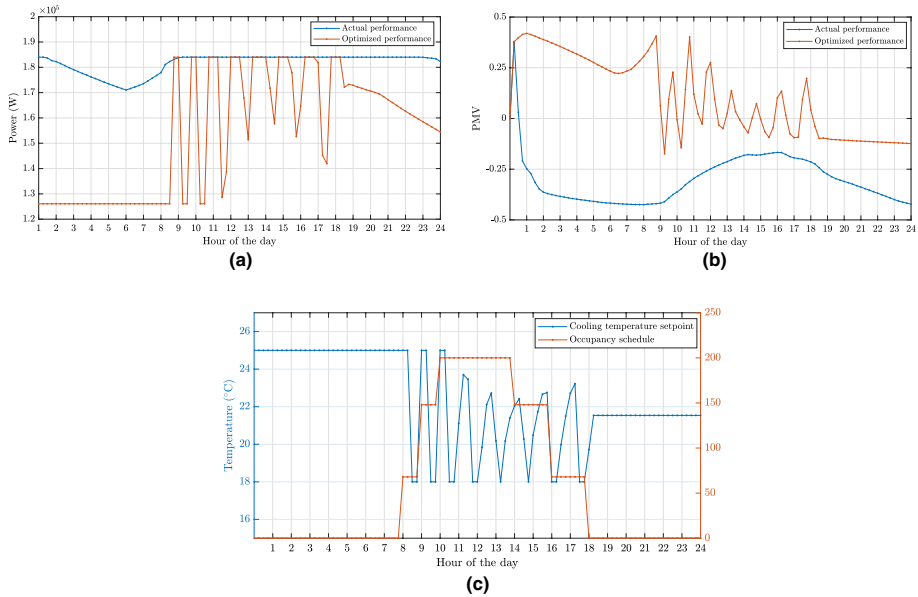 ×10⁵
2
1.9
1.8
1.7
1.6
1.5
1.4
1.3
1.2
Power (W)
Actual performance
Optimized performance
1 2 3 4 5 6 7 8 9 10 11 12 13 14 15 16 17 18 19 20 21 22 23 24
Hour of the day
(a)
0.5
0.25
0
-0.25
-0.5
PMV
Actual performance
Optimized performance
1 2 3 4 5 6 7 8 9 10 11 12 13 14 15 16 17 18 19 20 21 22 23 24
Hour of the day
(b)
26
24
22
20
18
16
Temperature (°C)
Cooling temperature setpoint
Occupancy schedule
250
200
150
100
50
0
1 2 3 4 5 6 7 8 9 10 11 12 13 14 15 16 17 18 19 20 21 22 23 24
Hour of the day
(c)